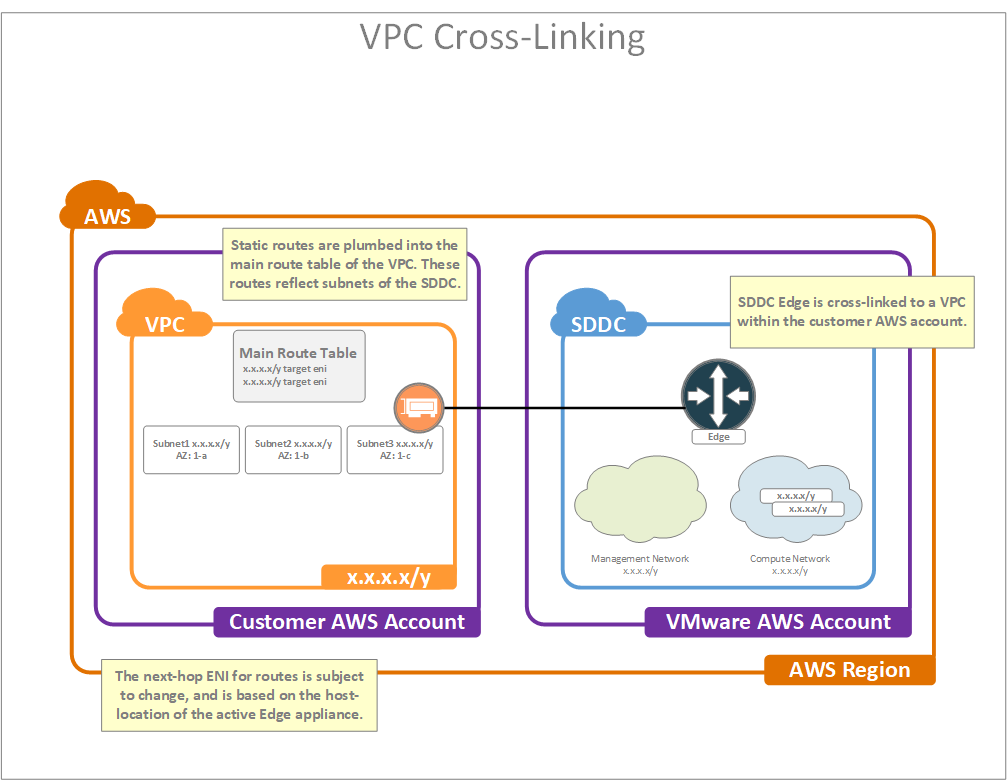 VPC Cross-Linking
AWS
Static routes are plumbed into the
main route table of the VPC. These
routes reflect subnets of the SDDC.
SDDC Edge is cross-linked to a VPC
within the customer AWS account.
VPC
SDDC
Main Route Table
x.x.x.x/y target eni
x.x.x.x/y target eni
Edge
Subnet1 x.x.x.x/y
AZ: 1-a
Subnet2 x.x.x.x/y
AZ: 1-b
Subnet3 x.x.x.x/y
AZ: 1-c
x.x.x.x/y
x.x.x.x/y
Management Network
x.x.x.x/y
Compute Network
x.x.x.x/y
x.x.x.x/y
Customer AWS Account
VMware AWS Account
AWS Region
The next-hop ENI for routes is subject
to change, and is based on the host-
location of the active Edge appliance.